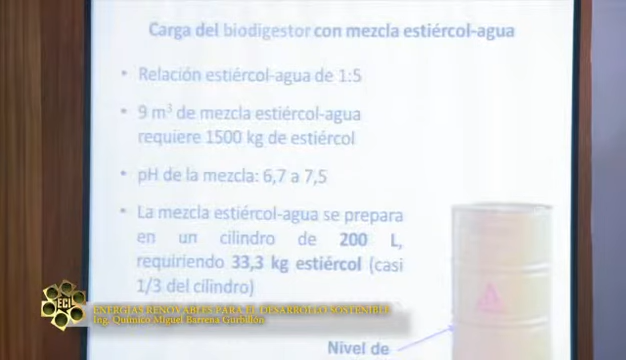 Carga del biodigestor con mezcla estiércol-agua
• Relación estiércol-agua de 1:5
• 9 m³ de mezcla estiércol-agua
requiere 1500 kg de estiércol
• pH de la mezcla: 6,7 a 7,5
• La mezcla estiércol-agua se prepara
en un cilindro de 200 L,
requiriendo 33,3 kg estiércol (casi
1/3 del cilindro)
ECI
ENERGIAS RENOVABLES PARA EL DESARROLLO SOSTENIBLE
Ing. Químico Miguel Barrena Gurbillón
Nivel de